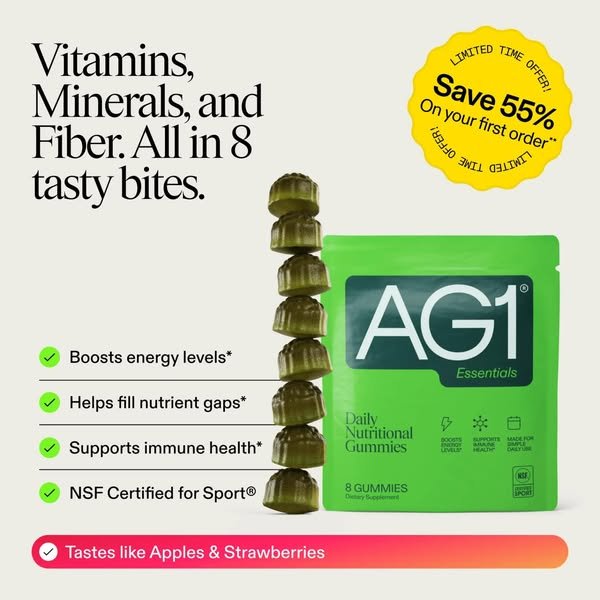 Vitamins,
Minerals, and
Fiber. All in 8
tasty bites.
LIMITED TIME OFFER!
Save 55%
On your first order**
LIMITED TIME OFFER!
AG1®
Essentials
Daily
Nutritional
Gummies
BOOSTS
ENERGY
LEVELS*
SUPPORTS
IMMUNE
HEALTH*
MADE FOR
SIMPLE
DAILY USE
8 GUMMIES
Dietary Supplement
NSF
CERTIFIED
SPORT
Boosts energy levels*
Helps fill nutrient gaps*
Supports immune health*
NSF Certified for Sport®
Tastes like Apples & Strawberries